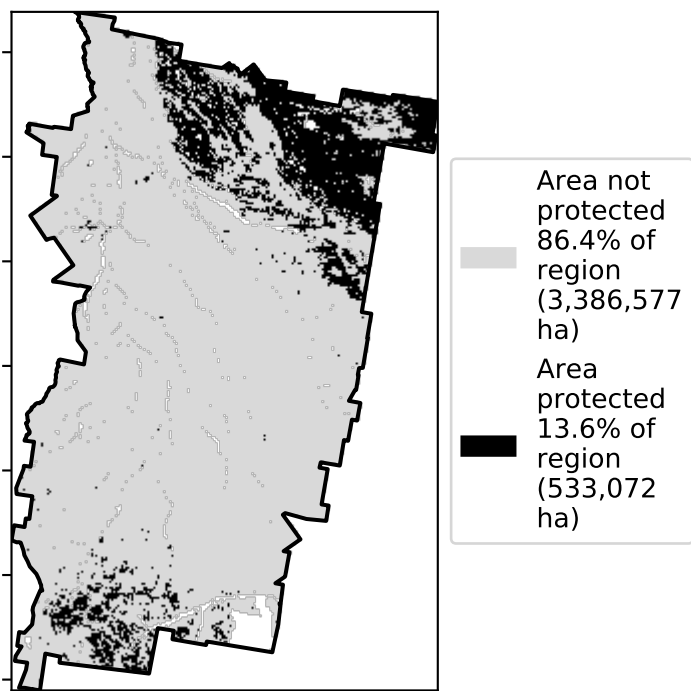 Area not
protected
86.4% of
region
(3,386,577
ha)
Area
protected
13.6% of
region
(533,072
ha)